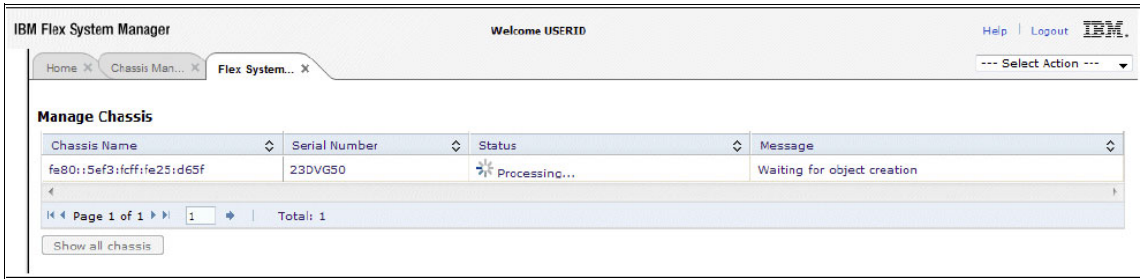 IBM Flex System Manager Welcome USERID Help | Logout IBM.
Home Chassis Man... Flex System... --- Select Action ---
Manage Chassis
Chassis Name Serial Number Status Message
fe80::5ef3:fcff:fe25:d65f 23DVG50 Processing... Waiting for object creation
Page 1 of 1 1 | Total: 1
Show all chassis